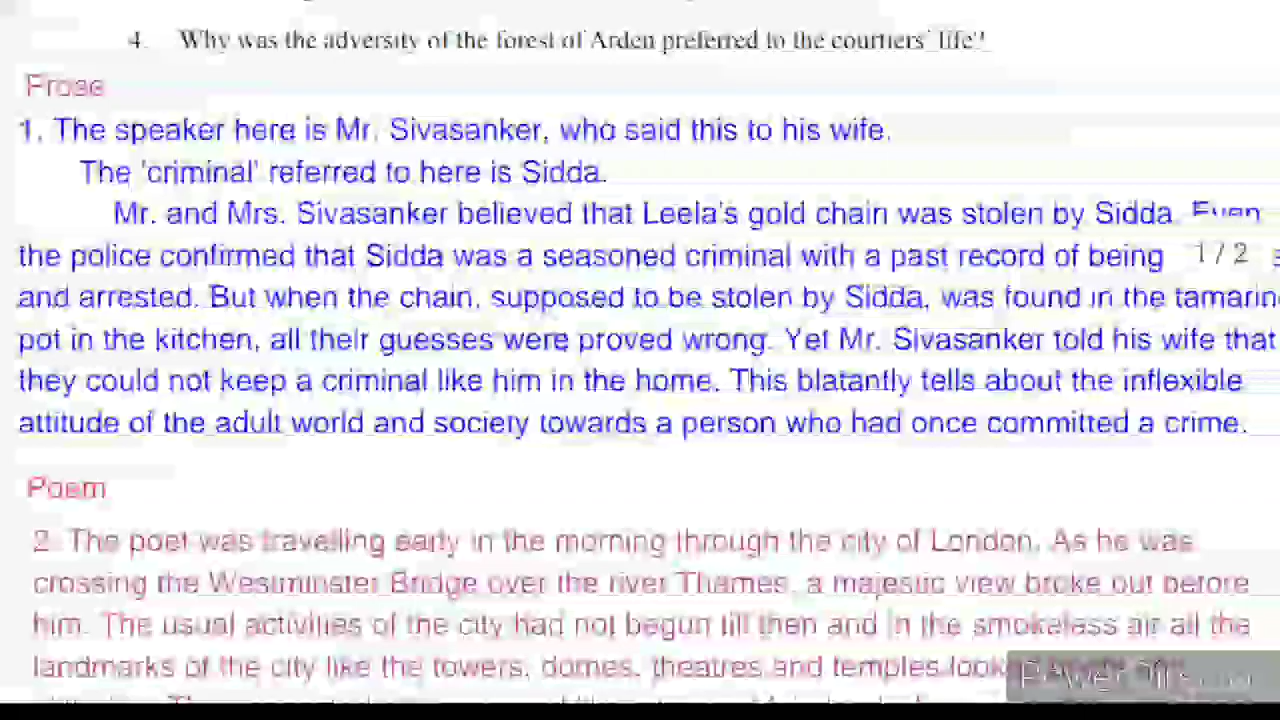 4. Why was the adversity of the forest of Arden preferred to the courtiers' life?
Prose
1. The speaker here is Mr. Sivasanker, who said this to his wife.
The 'criminal' referred to here is Sidda.
Mr. and Mrs. Sivasanker believed that Leela's gold chain was stolen by Sidda. Even
the police confirmed that Sidda was a seasoned criminal with a past record of being 1 / 2
and arrested. But when the chain, supposed to be stolen by Sidda, was found in the tamarin
pot in the kitchen, all their guesses were proved wrong. Yet Mr. Sivasanker told his wife that
they could not keep a criminal like him in the home. This blatantly tells about the inflexible
attitude of the adult world and society towards a person who had once committed a crime.
Poem
2. The poet was travelling early in the morning through the city of London. As he was
crossing the Westminster Bridge over the river Thames, a majestic view broke out before
him. The usual activities of the city had not begun till then and in the smokeless air all the
landmarks of the city like the towers, domes, theatres and temples